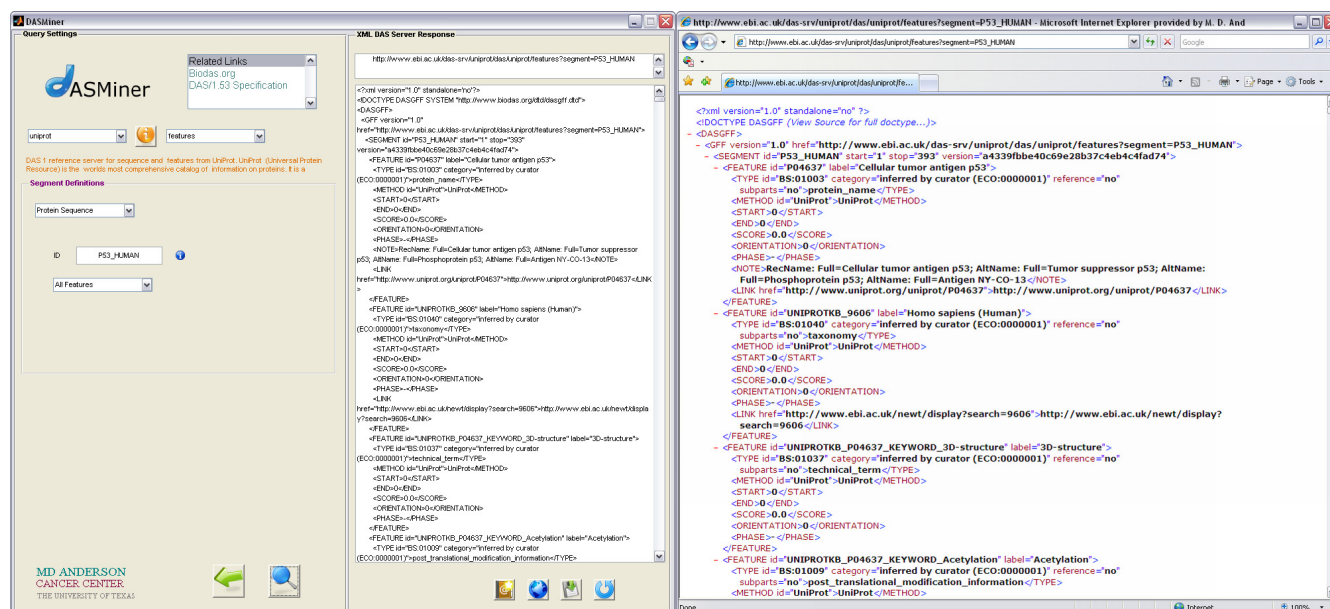 DASMiner
Query Settings
dASMiner
Related Links
Biodas.org
DAS/1.53 Specification
uniprot
features
DAS 1 reference server for sequence and features from UniProt. UniProt (Universal Protein
Resource) is the worlds most comprehensive catalog of information on proteins. It is a
Segment Definitions
Protein Sequence
ID
P53_HUMAN
All Features
MD ANDERSON
CANCER CENTER
THE UNIVERSITY OF TEXAS
XML DAS Server Response
http://www.ebi.ac.uk/das-srv/uniprot/das/uniprot/features?segment=P53_HUMAN
<?xml version="1.0" standalone='no'?>
<!DOCTYPE DASGFF SYSTEM "http://www.biodas.org/dtd/dasgff.dtd">
<DASGFF>
<GFF version="1.0"
href="http://www.ebi.ac.uk/das-srv/uniprot/das/uniprot/features?segment=P53_HUMAN">
<SEGMENT id="P53_HUMAN" start="1" stop="393"
version="a4339fbbe40c69e28b37c4eb4c4fad74">
<FEATURE id="P04637" label="Cellular tumor antigen p53">
<TYPE id="BS:01003" category="inferred by curator
(ECO:0000001)">protein_name</TYPE>
<METHOD id="UniProt">UniProt</METHOD>
<START>0</START>
<END>0</END>
<SCORE>0.0</SCORE>
<ORIENTATION>0</ORIENTATION>
<PHASE>-</PHASE>
<NOTE>RecName: Full=Cellular tumor antigen p53; AltName: Full=Tumor suppressor
p53; AltName: Full=Phosphoprotein p53; AltName: Full=Antigen NY-CO-13</NOTE>
<LINK
href="http://www.uniprot.org/uniprot/P04637">http://www.uniprot.org/uniprot/P04637</LINK
>
</FEATURE>
<FEATURE id="UNIPROTKB_9606" label="Homo sapiens (Human)">
<TYPE id="BS:01040" category="inferred by curator
(ECO:0000001)">taxonomy</TYPE>
<METHOD id="UniProt">UniProt</METHOD>
<START>0</START>
<END>0</END>
<SCORE>0.0</SCORE>
<ORIENTATION>0</ORIENTATION>
<PHASE>-</PHASE>
<LINK
href="http://www.ebi.ac.uk/newt/display?search=9606">http://www.ebi.ac.uk/newt/displa
y?search=9606</LINK>
</FEATURE>
<FEATURE id="UNIPROTKB_P04637_KEYWORD_3D-structure" label="3D-structure">
<TYPE id="BS:01037" category="inferred by curator
(ECO:0000001)">technical_term</TYPE>
<METHOD id="UniProt">UniProt</METHOD>
<START>0</START>
<END>0</END>
<SCORE>0.0</SCORE>
<ORIENTATION>0</ORIENTATION>
<PHASE>-</PHASE>
</FEATURE>
<FEATURE id="UNIPROTKB_P04637_KEYWORD_Acetylation" label="Acetylation">
<TYPE id="BS:01009" category="inferred by curator
(ECO:0000001)">post_translational_modification_information</TYPE>
http://www.ebi.ac.uk/das-srv/uniprot/das/uniprot/features?segment=P53_HUMAN - Microsoft Internet Explorer provided by M. D. And
http://www.ebi.ac.uk/das-srv/uniprot/das/uniprot/features?segment=P53_HUMAN
Google
http://www.ebi.ac.uk/das-srv/uniprot/das/uniprot/fe...
Page
Tools
<?xml version="1.0" standalone="no" ?>
<!DOCTYPE DASGFF (View Source for full doctype...)>
- <DASGFF>
- <GFF version="1.0" href="http://www.ebi.ac.uk/das-srv/uniprot/das/uniprot/features?segment=P53_HUMAN">
- <SEGMENT id="P53_HUMAN" start="1" stop="393" version="a4339fbbe40c69e28b37c4eb4c4fad74">
- <FEATURE id="P04637" label="Cellular tumor antigen p53">
<TYPE id="BS:01003" category="inferred by curator (ECO:0000001)" reference="no"
subparts="no">protein_name</TYPE>
<METHOD id="UniProt">UniProt</METHOD>
<START>0</START>
<END>0</END>
<SCORE>0.0</SCORE>
<ORIENTATION>0</ORIENTATION>
<PHASE>-</PHASE>
<NOTE>RecName: Full=Cellular tumor antigen p53; AltName: Full=Tumor suppressor p53; AltName:
Full=Phosphoprotein p53; AltName: Full=Antigen NY-CO-13</NOTE>
<LINK href="http://www.uniprot.org/uniprot/P04637">http://www.uniprot.org/uniprot/P04637</LINK>
</FEATURE>
- <FEATURE id="UNIPROTKB_9606" label="Homo sapiens (Human)">
<TYPE id="BS:01040" category="inferred by curator (ECO:0000001)" reference="no"
subparts="no">taxonomy</TYPE>
<METHOD id="UniProt">UniProt</METHOD>
<START>0</START>
<END>0</END>
<SCORE>0.0</SCORE>
<ORIENTATION>0</ORIENTATION>
<PHASE>-</PHASE>
<LINK href="http://www.ebi.ac.uk/newt/display?search=9606">http://www.ebi.ac.uk/newt/display?
search=9606</LINK>
</FEATURE>
- <FEATURE id="UNIPROTKB_P04637_KEYWORD_3D-structure" label="3D-structure">
<TYPE id="BS:01037" category="inferred by curator (ECO:0000001)" reference="no"
subparts="no">technical_term</TYPE>
<METHOD id="UniProt">UniProt</METHOD>
<START>0</START>
<END>0</END>
<SCORE>0.0</SCORE>
<ORIENTATION>0</ORIENTATION>
<PHASE>-</PHASE>
</FEATURE>
- <FEATURE id="UNIPROTKB_P04637_KEYWORD_Acetylation" label="Acetylation">
<TYPE id="BS:01009" category="inferred by curator (ECO:0000001)" reference="no"
subparts="no">post_translational_modification_information</TYPE>
<METHOD id="UniProt">UniProt</METHOD>
Done
Internet
100%